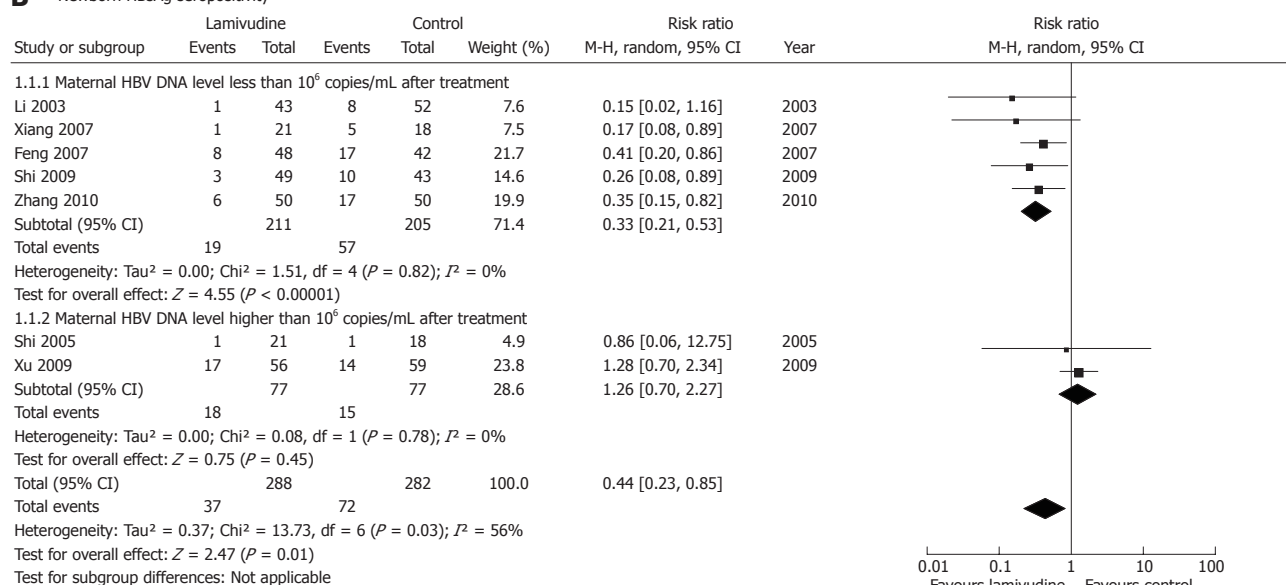 Lamivudine Control Risk ratio Risk ratio
Study or subgroup Events Total Events Total Weight (%) M-H, random, 95% CI Year M-H, random, 95% CI
1.1.1 Maternal HBV DNA level less than 10⁶ copies/mL after treatment
Li 2003 1 43 8 52 7.6 0.15 [0.02, 1.16] 2003
Xiang 2007 1 21 5 18 7.5 0.17 [0.08, 0.89] 2007
Feng 2007 8 48 17 42 21.7 0.41 [0.20, 0.86] 2007
Shi 2009 3 49 10 43 14.6 0.26 [0.08, 0.89] 2009
Zhang 2010 6 50 17 50 19.9 0.35 [0.15, 0.82] 2010
Subtotal (95% CI) 211 205 71.4 0.33 [0.21, 0.53]
Total events 19 57
Heterogeneity: Tau² = 0.00; Chi² = 1.51, df = 4 (P = 0.82); I² = 0%
Test for overall effect: Z = 4.55 (P < 0.00001)
1.1.2 Maternal HBV DNA level higher than 10⁶ copies/mL after treatment
Shi 2005 1 21 1 18 4.9 0.86 [0.06, 12.75] 2005
Xu 2009 17 56 14 59 23.8 1.28 [0.70, 2.34] 2009
Subtotal (95% CI) 77 77 28.6 1.26 [0.70, 2.27]
Total events 18 15
Heterogeneity: Tau² = 0.00; Chi² = 0.08, df = 1 (P = 0.78); I² = 0%
Test for overall effect: Z = 0.75 (P = 0.45)
Total (95% CI) 288 282 100.0 0.44 [0.23, 0.85]
Total events 37 72
Heterogeneity: Tau² = 0.37; Chi² = 13.73, df = 6 (P = 0.03); I² = 56%
Test for overall effect: Z = 2.47 (P = 0.01)
Test for subgroup differences: Not applicable
0.01 0.1 1 10 100
Favours lamivudine Favours control